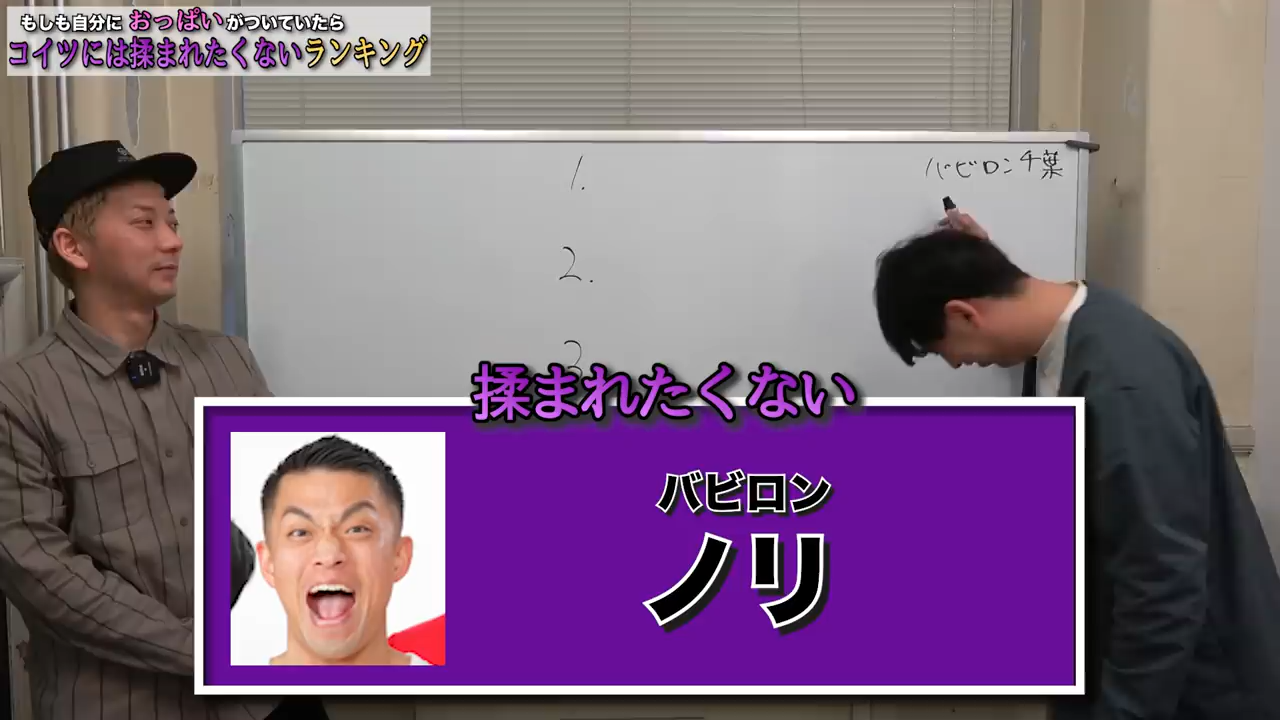 もしも自分におっぱいがついていたら
コイツには揉まれたくないランキング
バビロン千葉
1.
2.
3
揉まれたくない
バビロン
ノリ